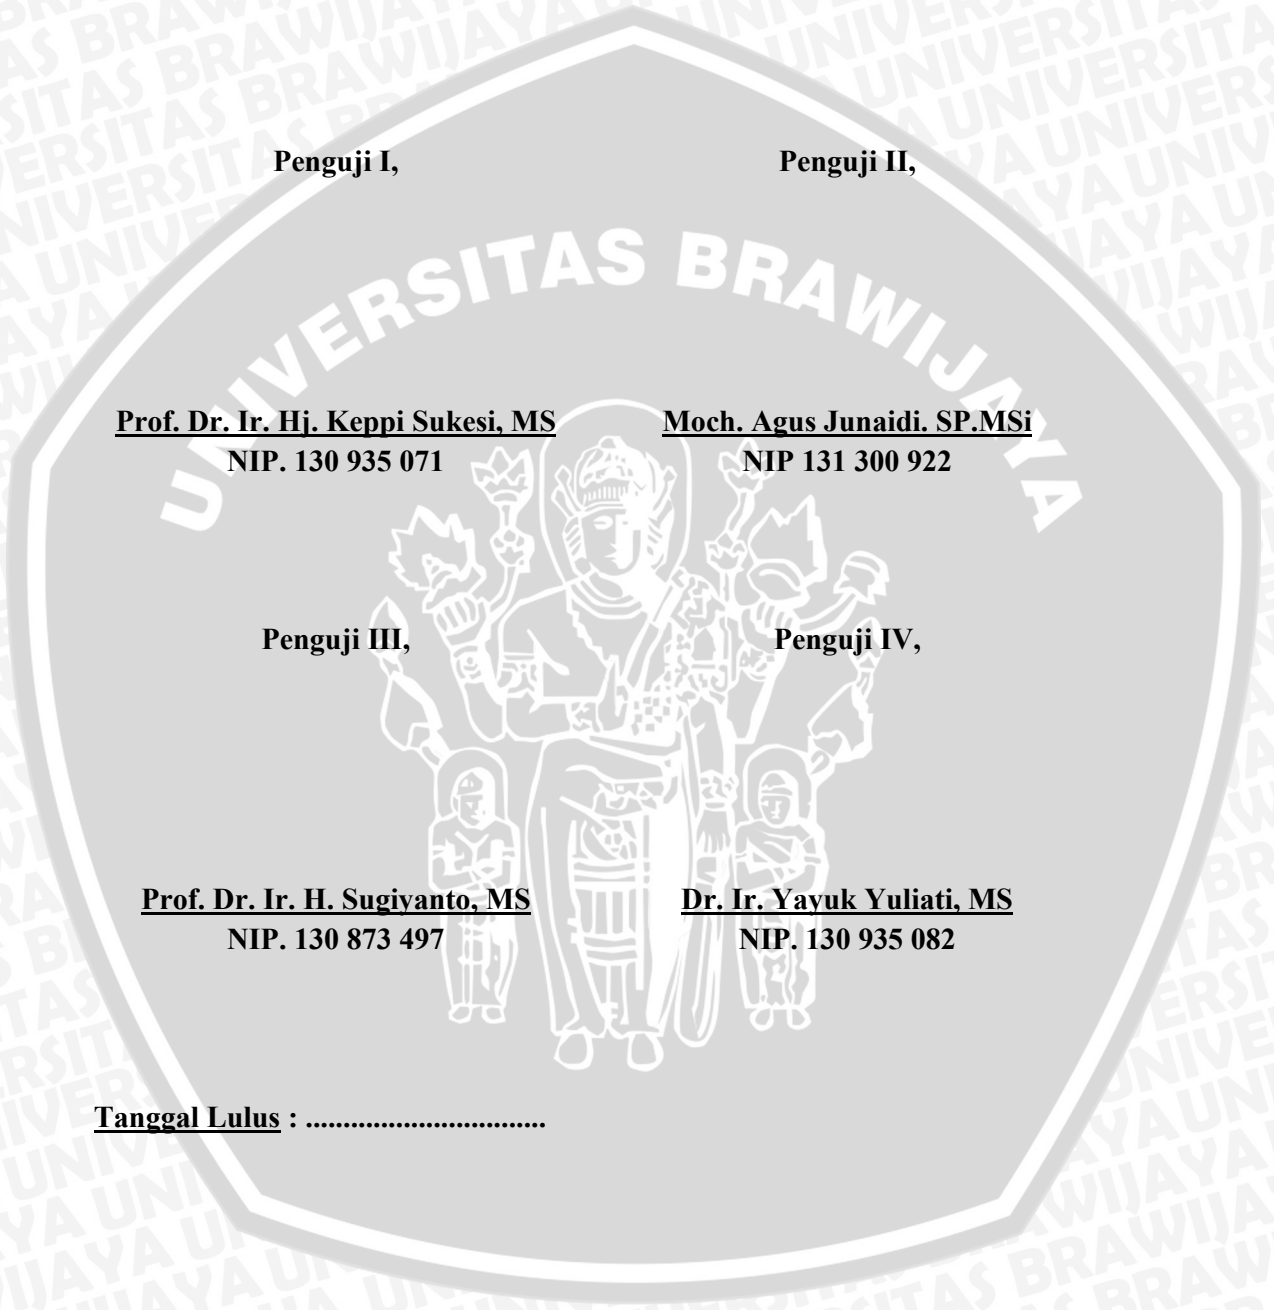 Penguji I, Penguji II,
UNIVERSITAS BRAWIJAYA
Prof. Dr. Ir. Hj. Keppi Sukesi, MS Moch. Agus Junaidi. SP.MSi
NIP. 130 935 071 NIP 131 300 922
Penguji III, Penguji IV,
Prof. Dr. Ir. H. Sugiyanto, MS Dr. Ir. Yayuk Yuliati, MS
NIP. 130 873 497 NIP. 130 935 082
Tanggal Lulus : ................................